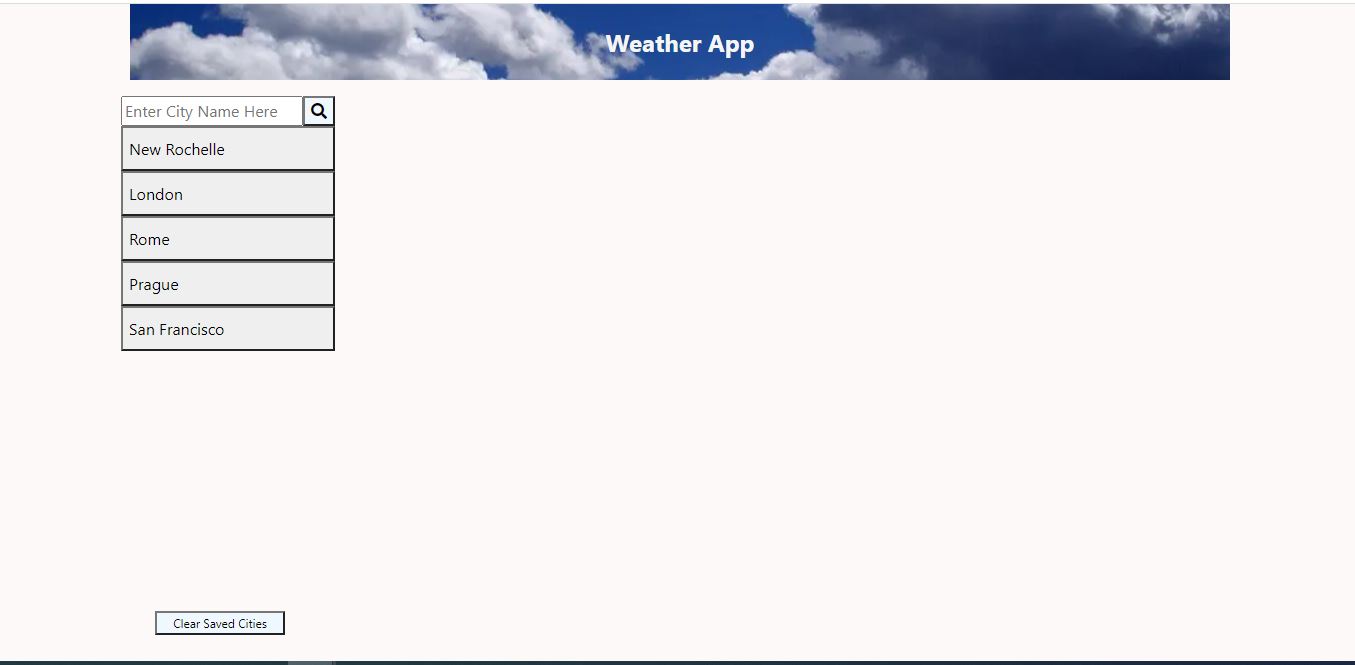 Weather App
Enter City Name Here
New Rochelle
London
Rome
Prague
San Francisco
Clear Saved Cities